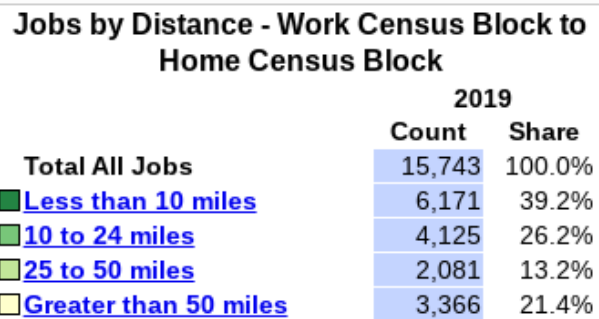 Jobs by Distance - Work Census Block to
Home Census Block
2019
Count Share
Total All Jobs 15,743 100.0%
Less than 10 miles 6,171 39.2%
10 to 24 miles 4,125 26.2%
25 to 50 miles 2,081 13.2%
Greater than 50 miles 3,366 21.4%